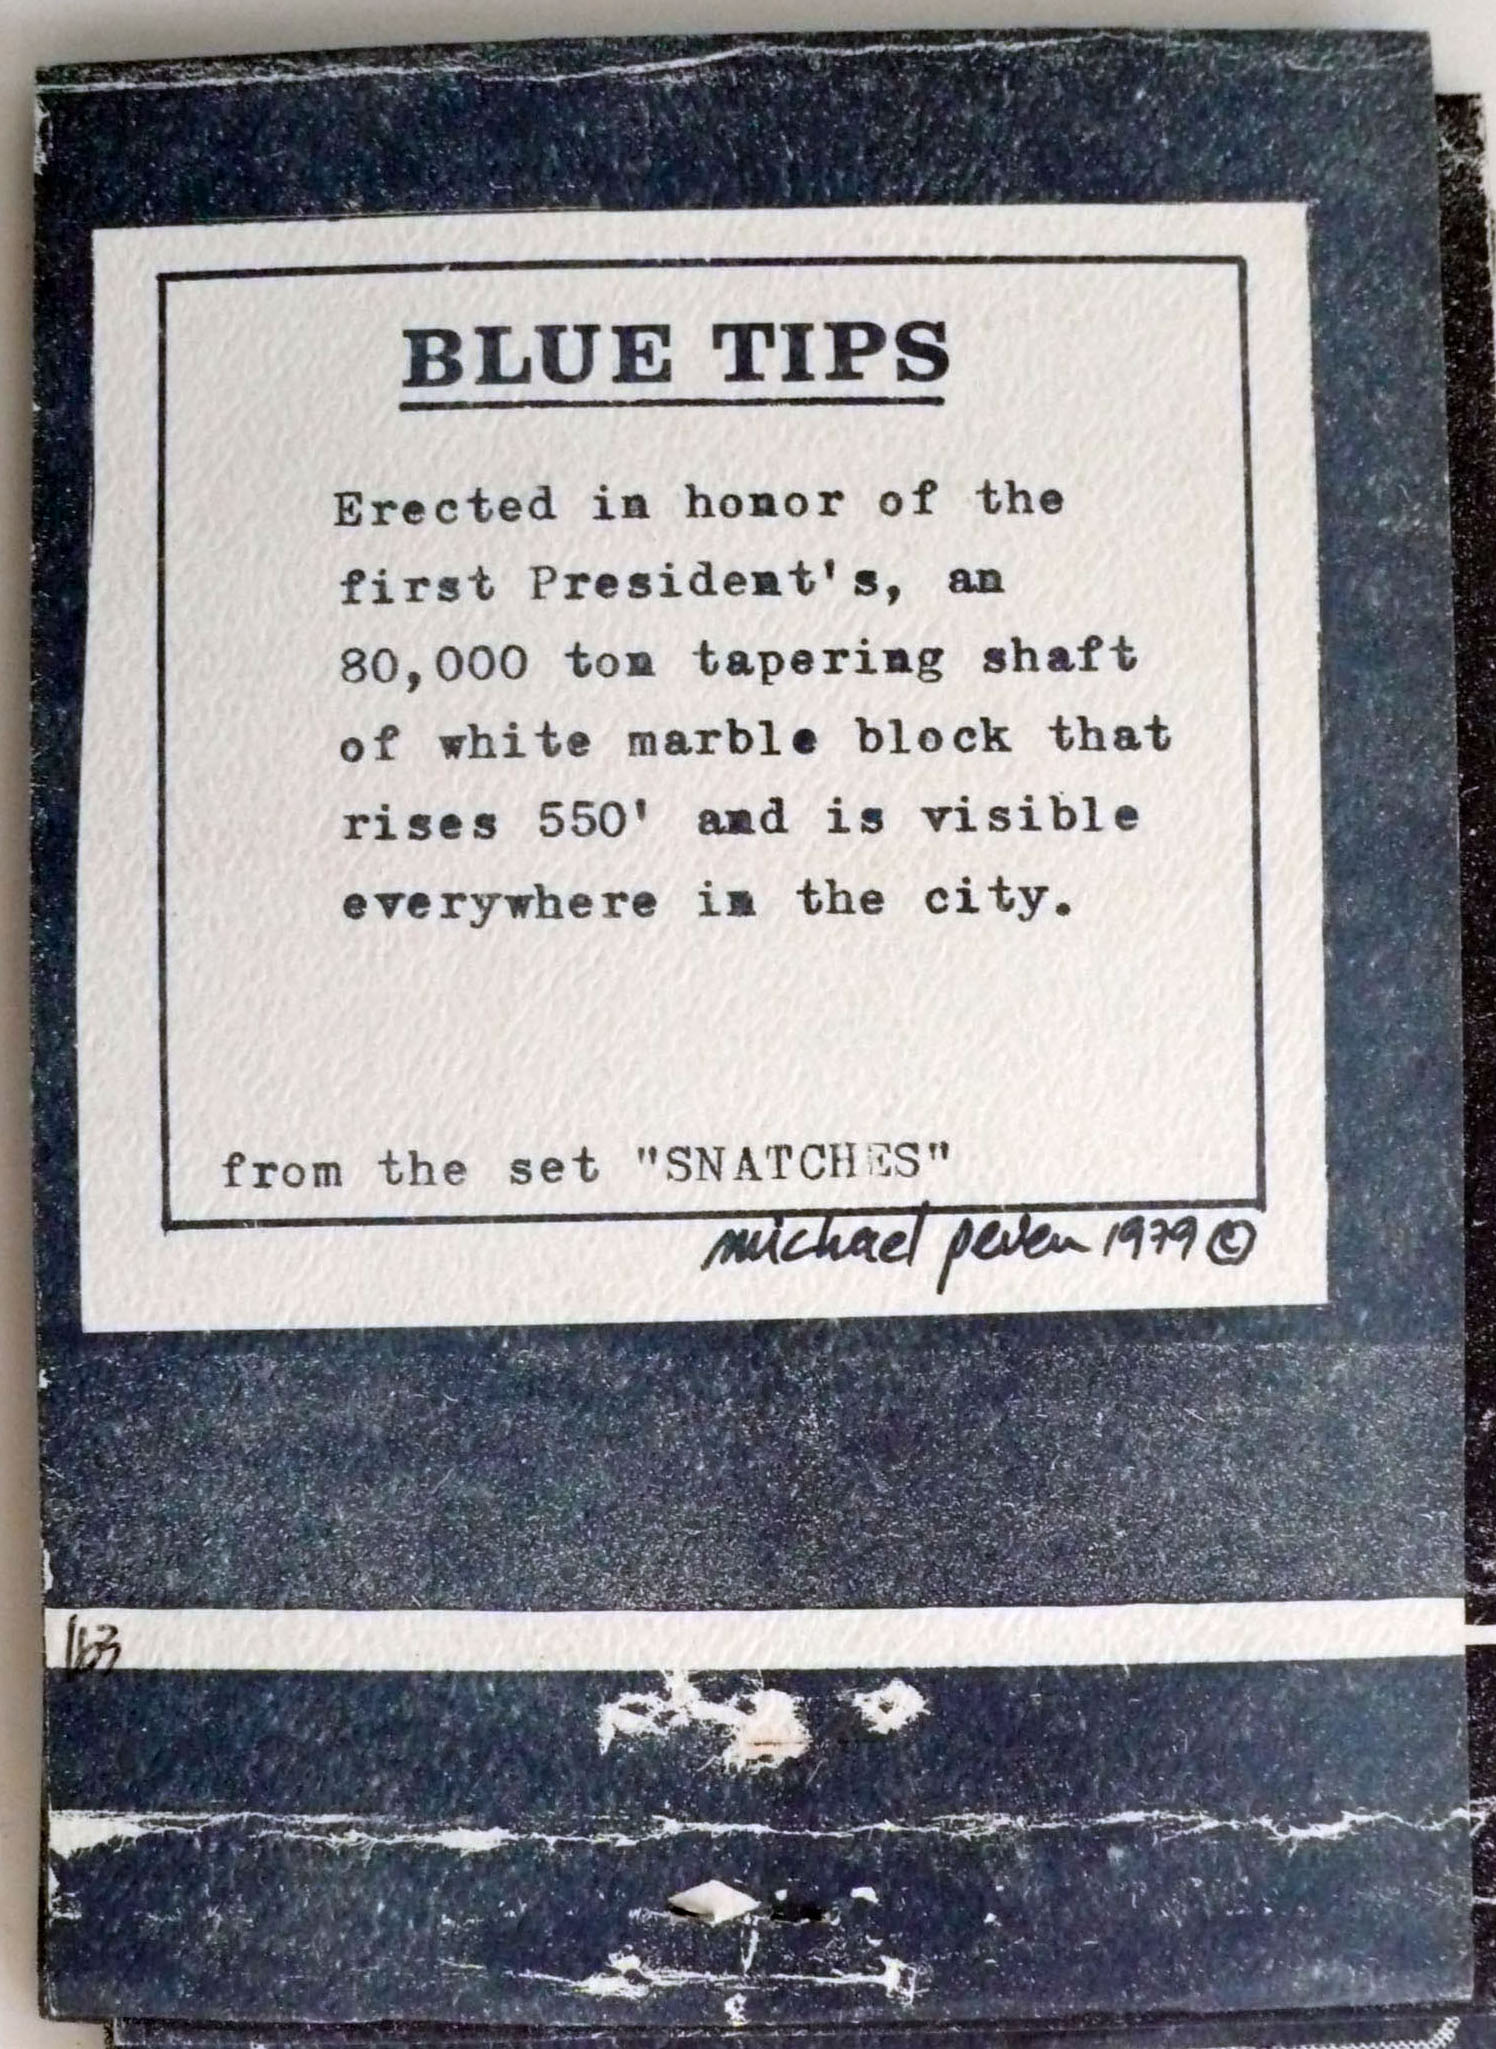 BLUE TIPS
Erected in honor of the
first President's, an
80,000 ton tapering shaft
of white marble block that
rises 550' and is visible
everywhere in the city.
from the set "SNATCHES"
michael peven 1979 ©
163